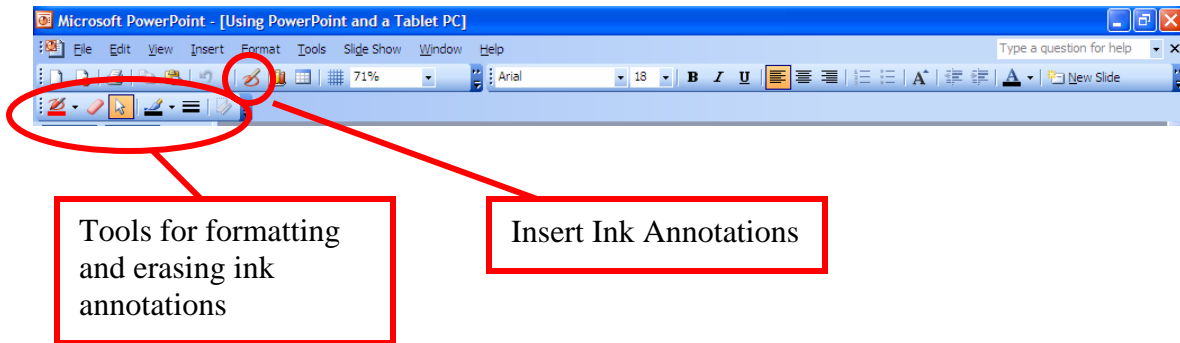 Microsoft PowerPoint - [Using PowerPoint and a Tablet PC]
File Edit View Insert Format Tools Slide Show Window Help Type a question for help
71% Arial 18 B I U A A New Slide
Tools for formatting
and erasing ink
annotations
Insert Ink Annotations